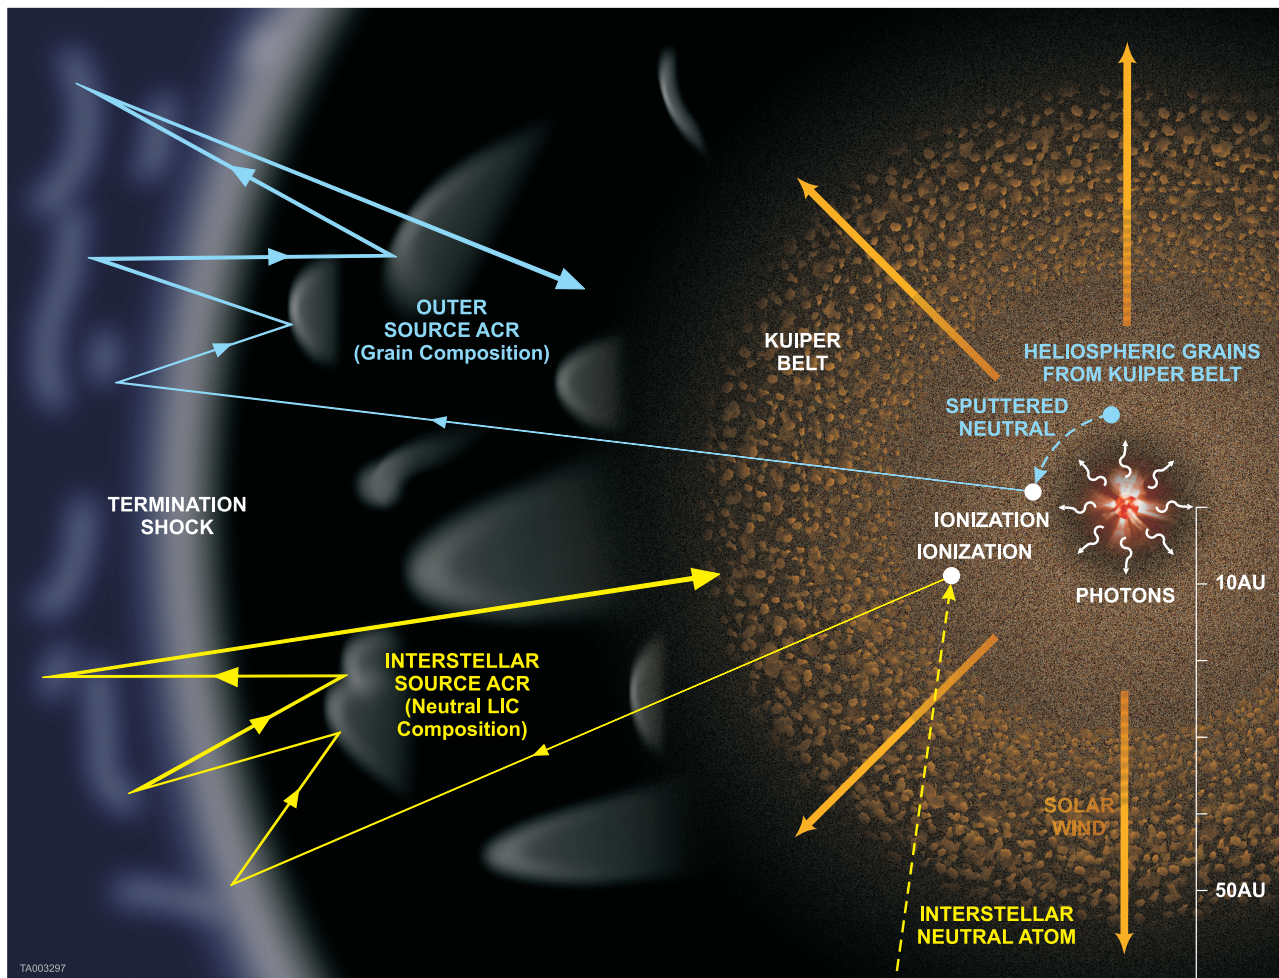 OUTER
SOURCE ACR
(Grain Composition)
KUIPER
BELT
HELIOSPHERIC GRAINS
FROM KUIPER BELT
SPUTTERED
NEUTRAL
TERMINATION
SHOCK
IONIZATION
IONIZATION
PHOTONS
10AU
INTERSTELLAR
SOURCE ACR
(Neutral LIC
Composition)
SOLAR
WIND
50AU
INTERSTELLAR
NEUTRAL ATOM
TA003297